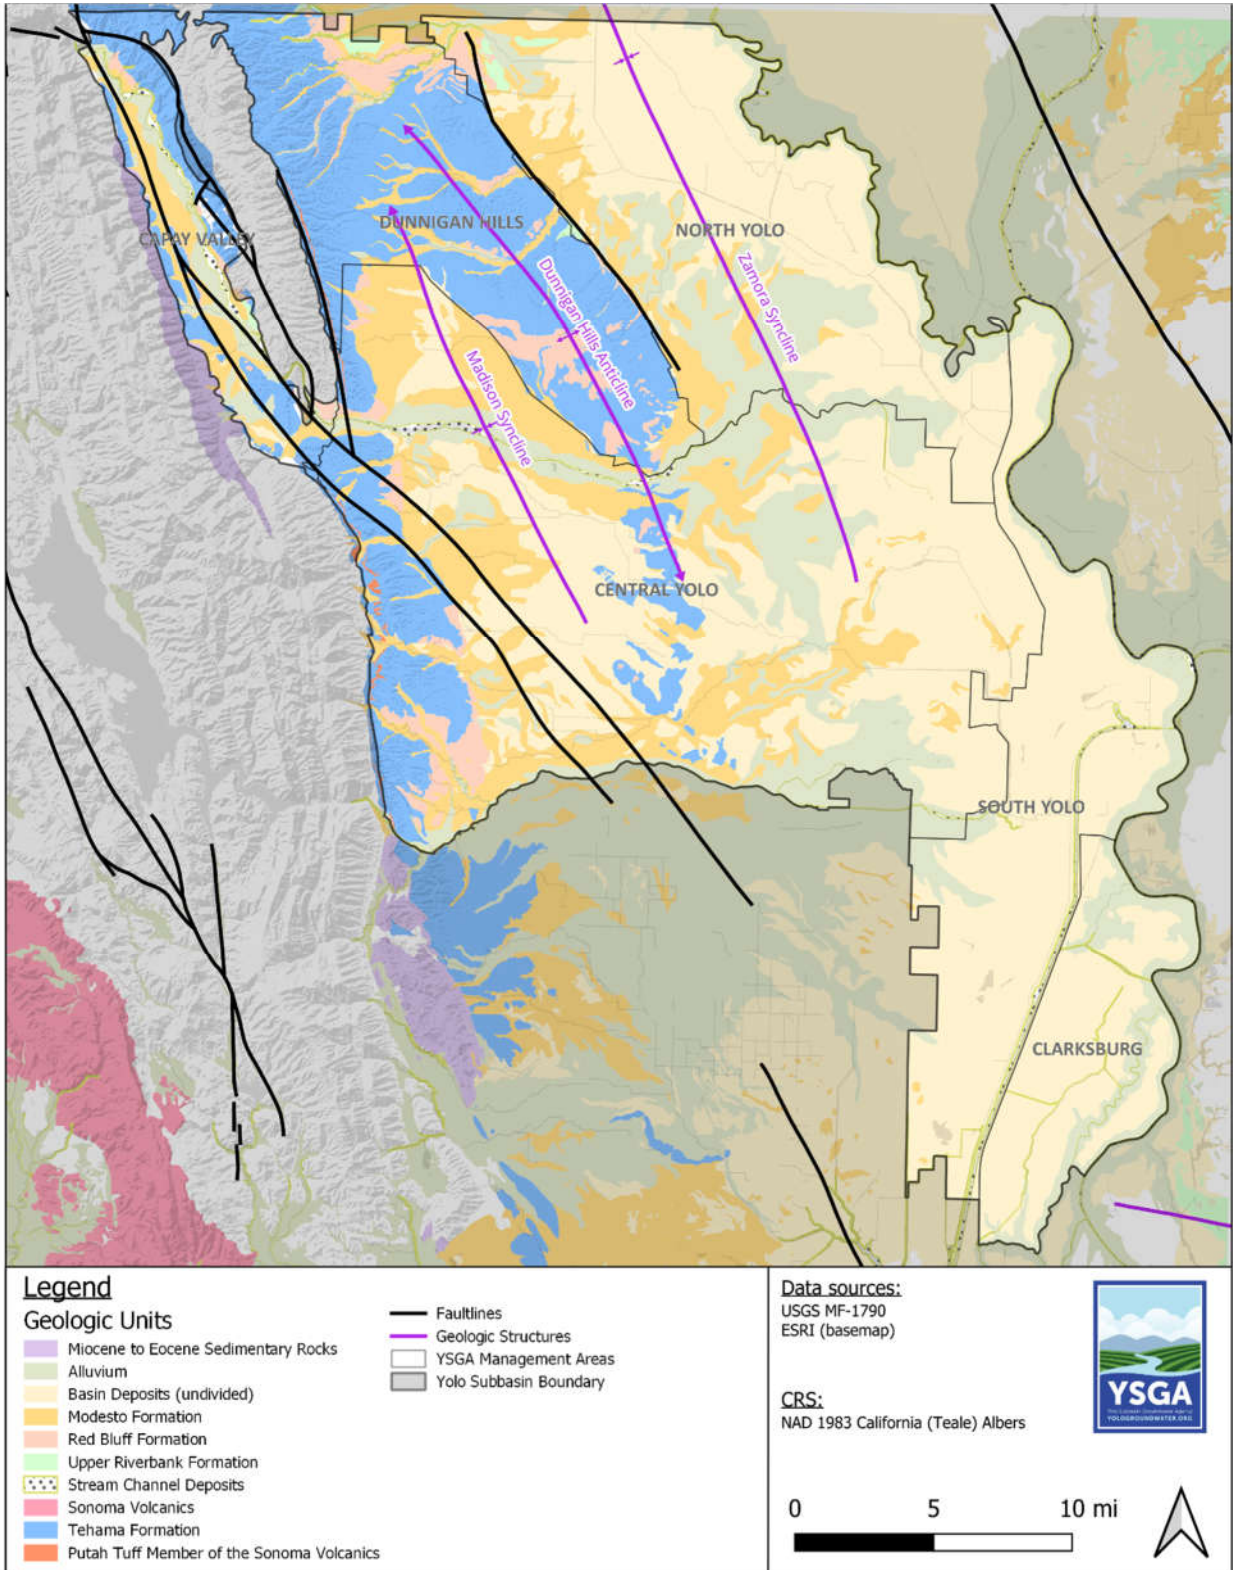 NORTH YOLO
DUNNIGAN HILLS
CAPAY VALLEY
Zamora Syncline
Dunnigan Hills Anticline
Madison Syncline
CENTRAL YOLO
SOUTH YOLO
CLARKSBURG
Legend
Geologic Units
Miocene to Eocene Sedimentary Rocks
Alluvium
Basin Deposits (undivided)
Modesto Formation
Red Bluff Formation
Upper Riverbank Formation
Stream Channel Deposits
Sonoma Volcanics
Tehama Formation
Putah Tuff Member of the Sonoma Volcanics
Faultlines
Geologic Structures
YSGA Management Areas
Yolo Subbasin Boundary
Data sources:
USGS MF-1790
ESRI (basemap)
CRS:
NAD 1983 California (Teale) Albers
YSGA
YOLOGROUNDWATER.ORG
0 5 10 mi